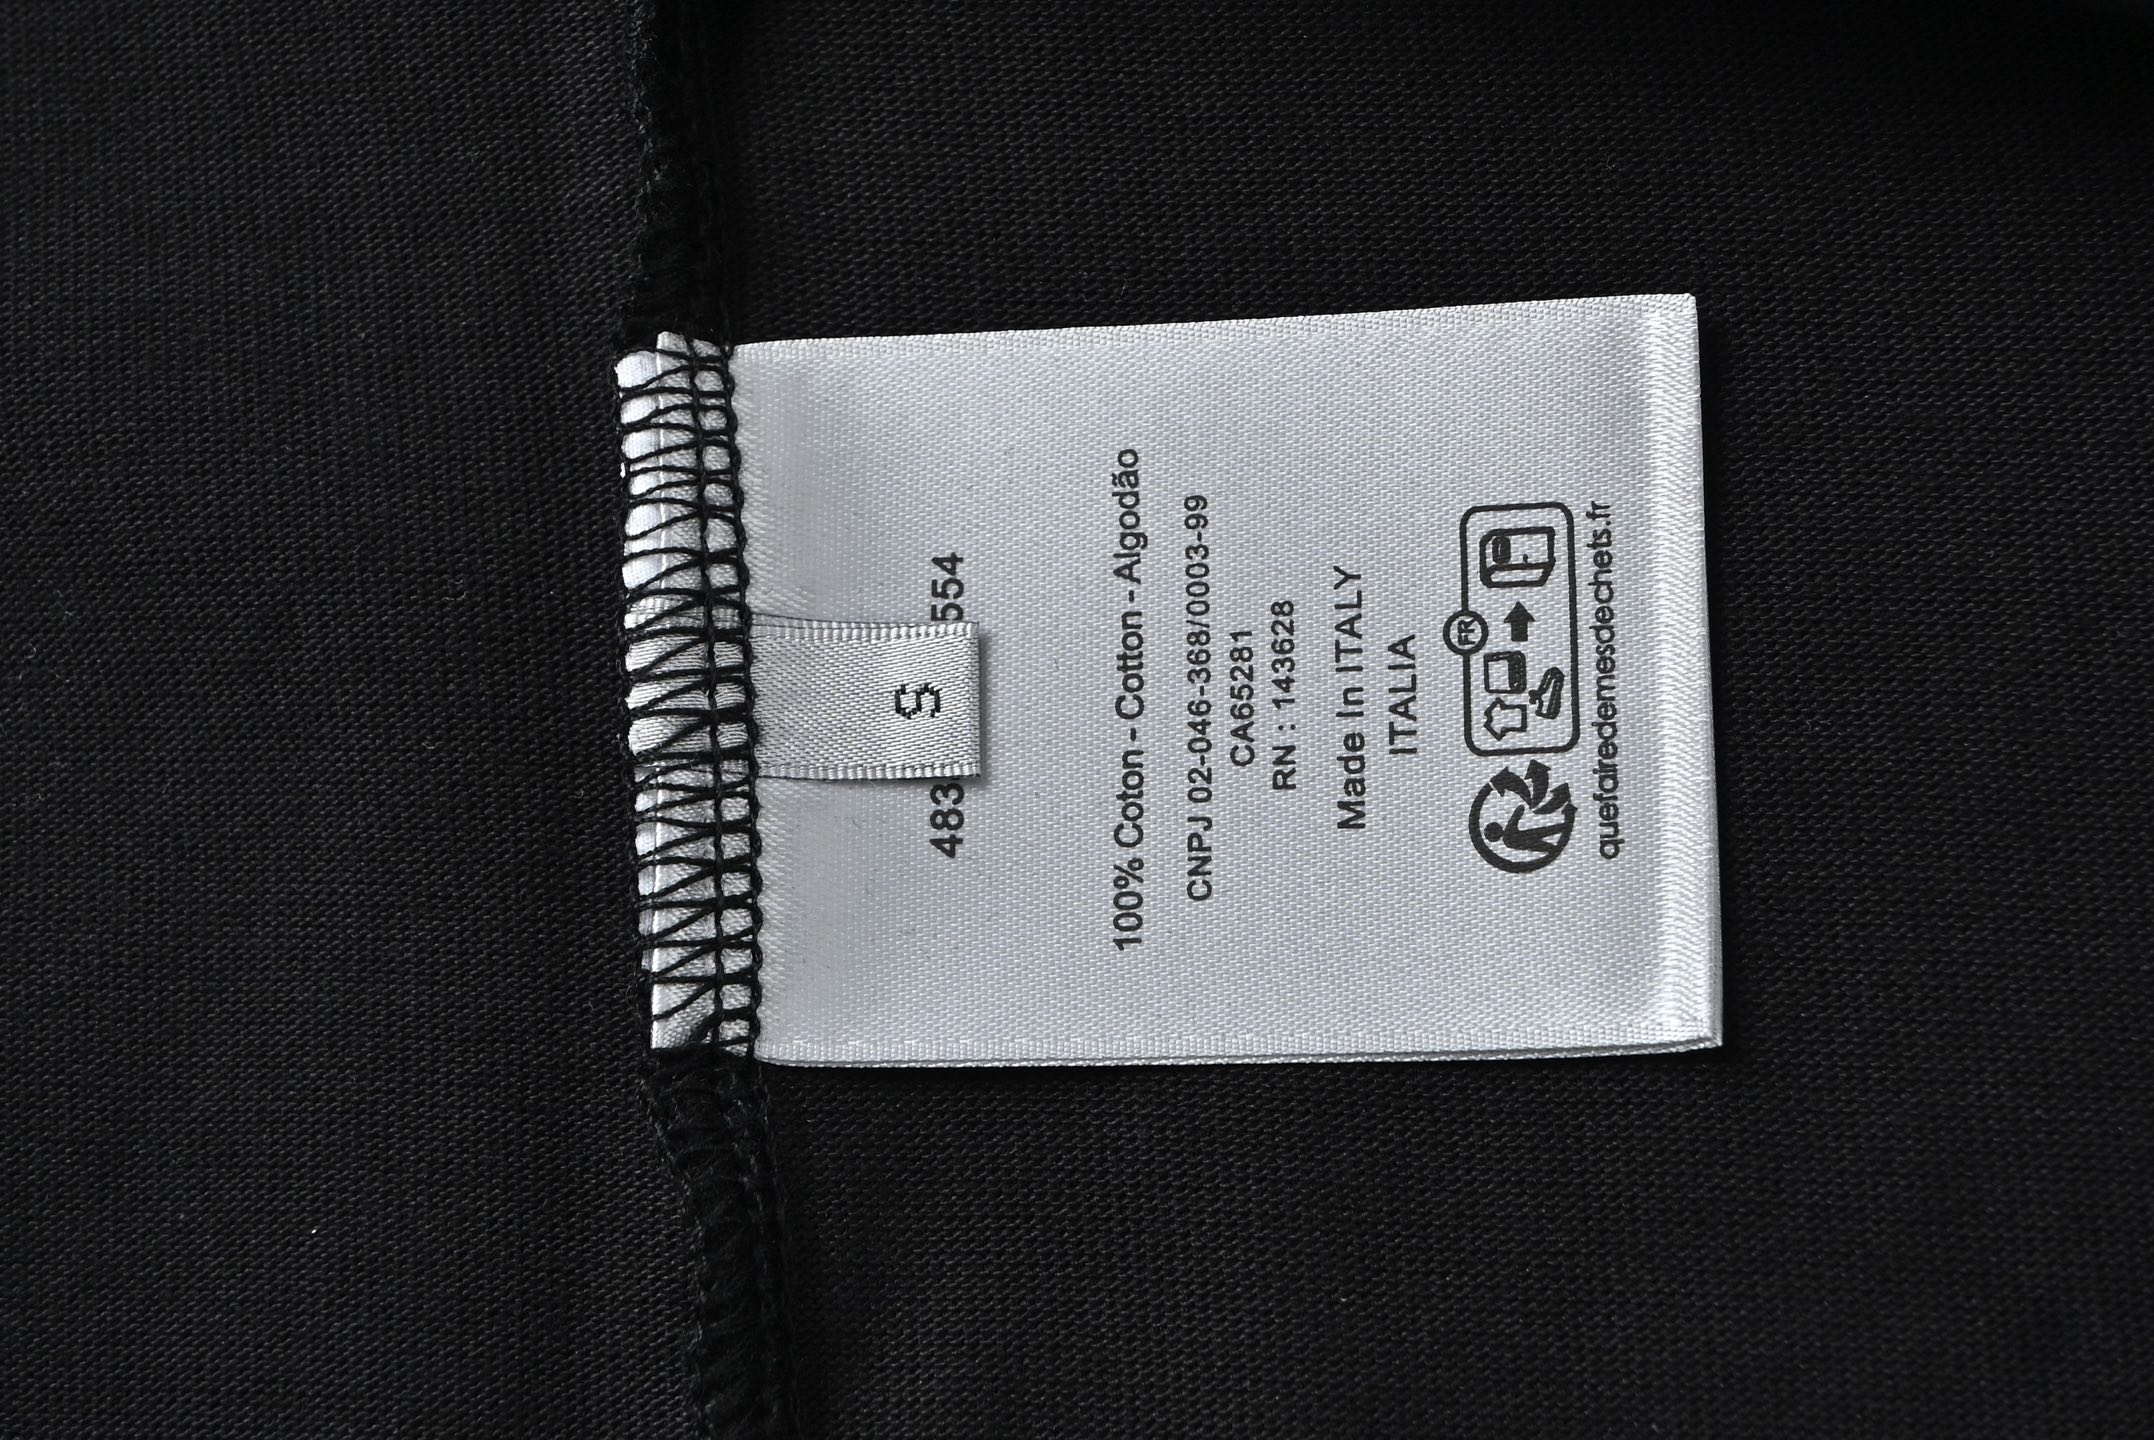 S
483 554
100% Coton - Cotton - Algodão
CNPJ 02-046-368/0003-99
CA65281
RN : 143628
Made In ITALY
ITALIA
FR
quefairedemesdechets.fr